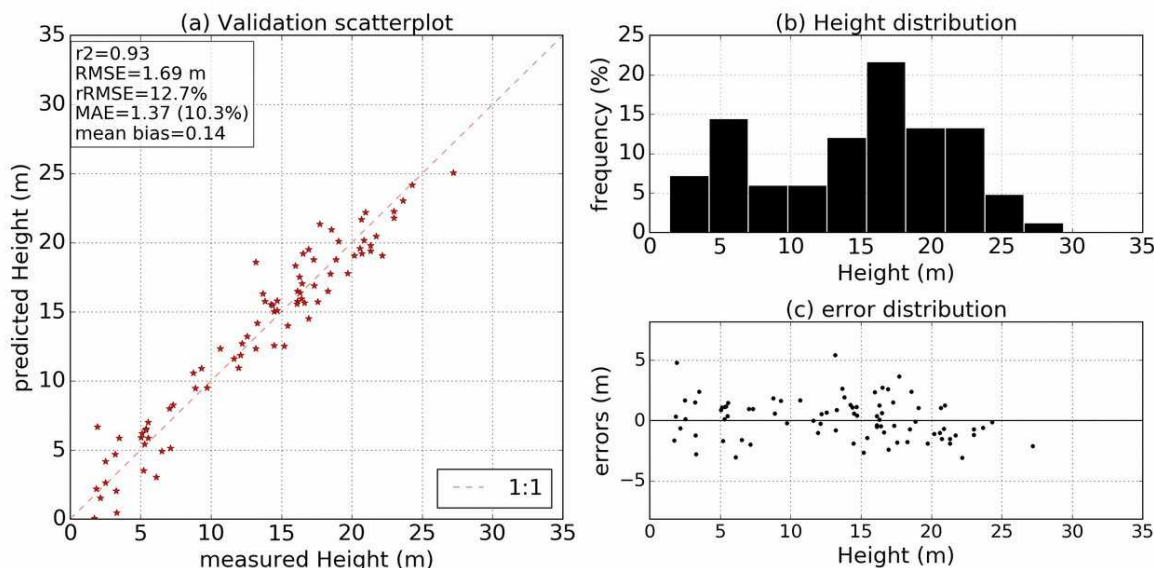 (a) Validation scatterplot
35
30
25
20
15
10
5
0
predicted Height (m)
r2=0.93
RMSE=1.69 m
rRMSE=12.7%
MAE=1.37 (10.3%)
mean bias=0.14
1:1
0 5 10 15 20 25 30 35
measured Height (m)
(b) Height distribution
25
20
15
10
5
0
frequency (%)
0 5 10 15 20 25 30 35
Height (m)
(c) error distribution
5
0
−5
errors (m)
0 5 10 15 20 25 30 35
Height (m)